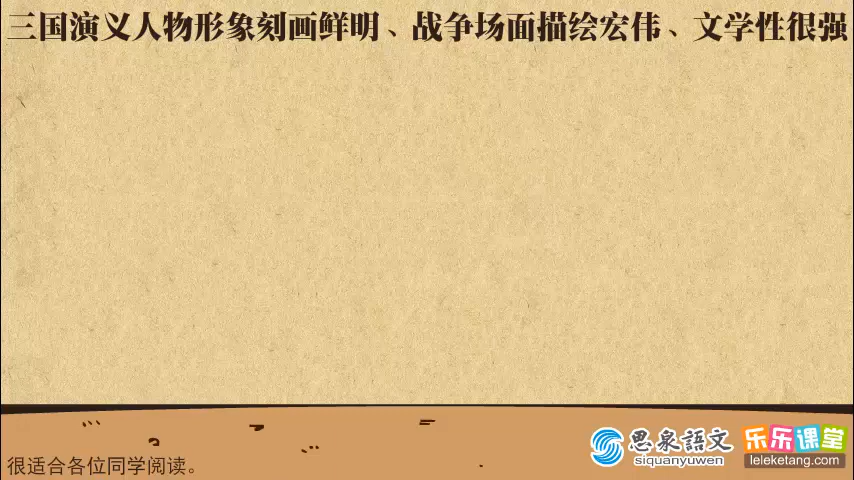 三国演义人物形象刻画鲜明、战争场面描绘宏伟、文学性很强
思泉語文
siquanyuwen
乐乐课堂
leleketang.com
很适合各位同学阅读。